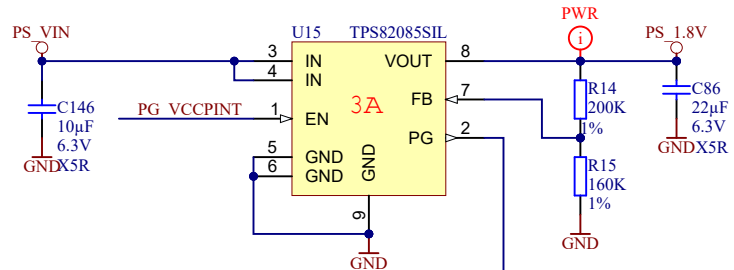 PWR
PS_VIN
U15
TPS82085SIL
PS_1.8V
3
IN
VOUT
8
4
IN
C146
10µF
6.3V
X5R
GND
PG_VCCPINT
1
EN
3A
FB
7
PG
2
R14
200K
1%
C86
22µF
6.3V
X5R
GND
5
GND
6
GND
GND
9
GND
R15
160K
1%
GND